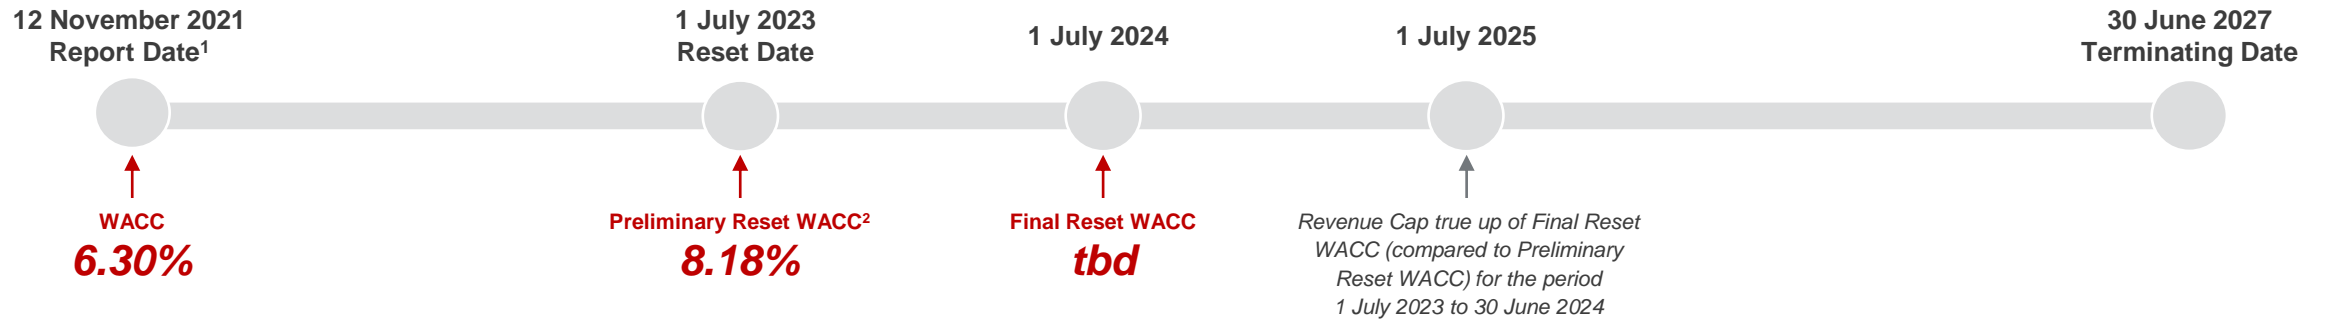 12 November 2021
Report Date1
1 July 2023
Reset Date
1 July 2024
1 July 2025
30 June 2027
Terminating Date
WACC
6.30%
Preliminary Reset WACC2
8.18%
Final Reset WACC
tbd
Revenue Cap true up of Final Reset
WACC (compared to Preliminary
Reset WACC) for the period
1 July 2023 to 30 June 2024